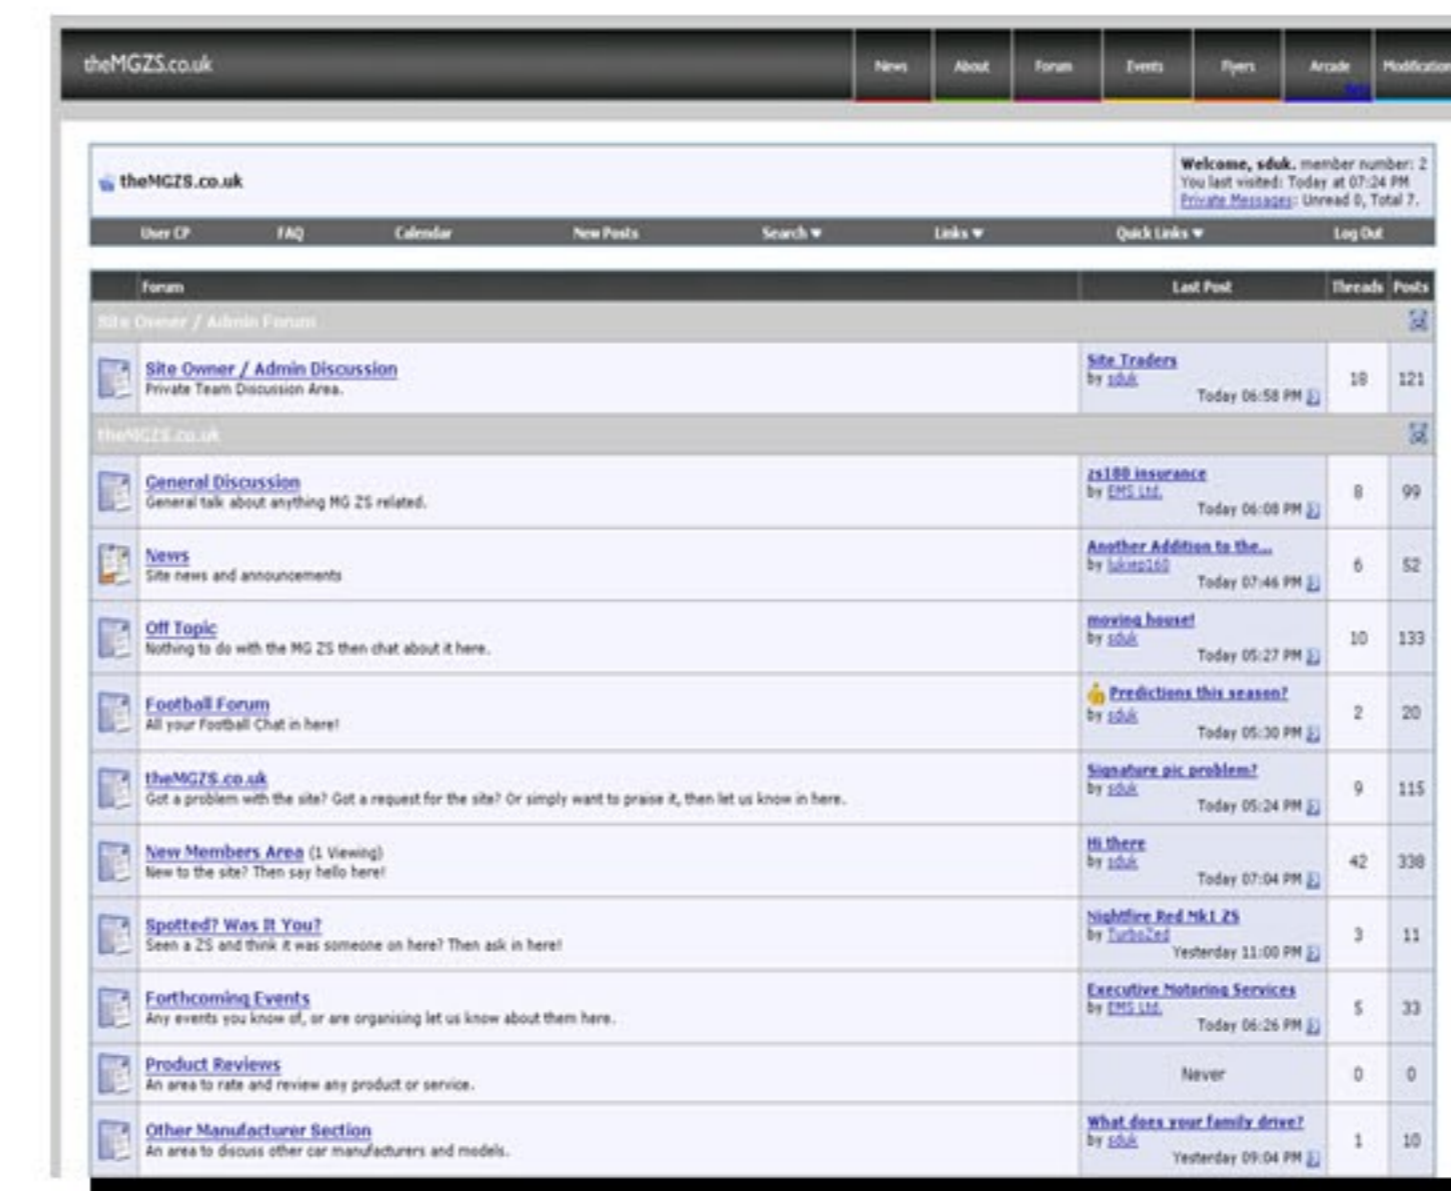 theMGZS.co.uk
News About Forum Events Flyers Arcade Modification
theMGZS.co.uk
Welcome, sduk. member number: 2
You last visited: Today at 07:24 PM
Private Messages: Unread 0, Total 7.
User CP FAQ Calendar New Posts Search Links Quick Links Log Out
Forum Last Post Threads Posts
Site Owner / Admin Forum
Site Owner / Admin Discussion
Private Team Discussion Area.
Site Traders
by sduk
Today 06:58 PM
18 121
theMGZS.co.uk
General Discussion
General talk about anything MG ZS related.
zs180 insurance
by EMS Ltd.
Today 06:08 PM
8 99
News
Site news and announcements
Another Addition to the...
by lukiep160
Today 07:46 PM
6 52
Off Topic
Nothing to do with the MG ZS then chat about it here.
moving house!
by sduk
Today 05:27 PM
10 133
Football Forum
All your Football Chat in here!
Predictions this season?
by sduk
Today 05:30 PM
2 20
theMGZS.co.uk
Got a problem with the site? Got a request for the site? Or simply want to praise it, then let us know in here.
Signature pic problem?
by sduk
Today 05:24 PM
9 115
New Members Area (1 Viewing)
New to the site? Then say hello here!
Hi there
by sduk
Today 07:04 PM
42 338
Spotted? Was It You?
Seen a ZS and think it was someone on here? Then ask in here!
Nightfire Red Mk1 ZS
by TurboZed
Yesterday 11:00 PM
3 11
Forthcoming Events
Any events you know of, or are organising let us know about them here.
Executive Motoring Services
by EMS Ltd.
Today 06:26 PM
5 33
Product Reviews
An area to rate and review any product or service.
Never
0 0
Other Manufacturer Section
An area to discuss other car manufacturers and models.
What does your family drive?
by sduk
Yesterday 09:04 PM
1 10